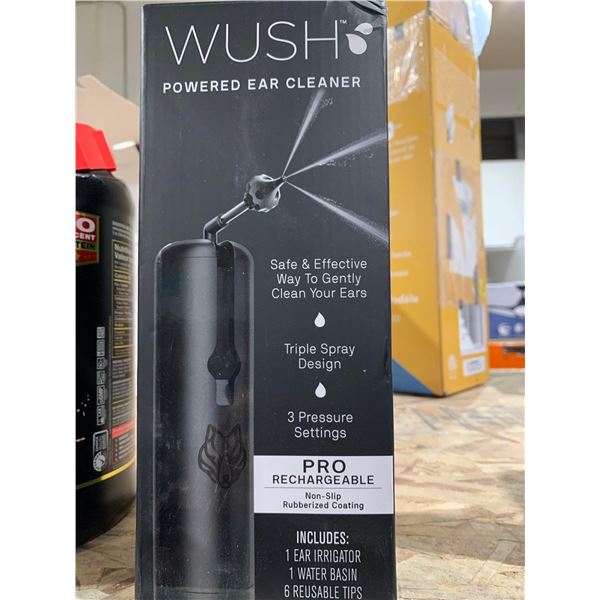 WUSH™
POWERED EAR CLEANER
Safe & Effective
Way To Gently
Clean Your Ears
Triple Spray
Design
3 Pressure
Settings
PRO
RECHARGEABLE
Non-Slip
Rubberized Coating
INCLUDES:
1 EAR IRRIGATOR
1 WATER BASIN
6 REUSABLE TIPS